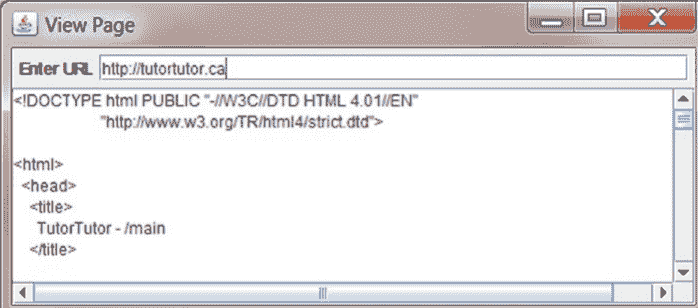 View Page
Enter URL http://tutortutor.ca
<!DOCTYPE html PUBLIC "-//W3C//DTD HTML 4.01//EN"
"http://www.w3.org/TR/html4/strict.dtd">
<html>
<head>
<title>
TutorTutor - /main
</title>